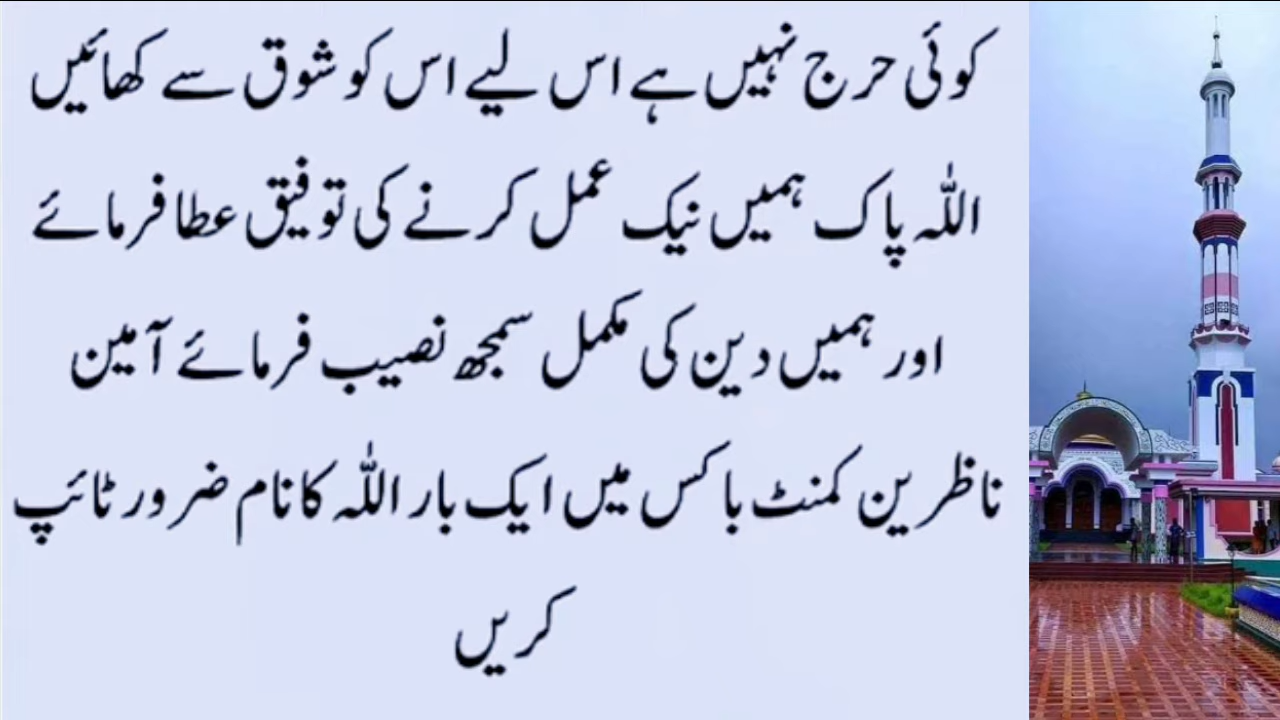 کوئی حرج نہیں ہے اس لیے اس کو شوق سے کھائیں
اللہ پاک ہمیں نیک عمل کرنے کی توفیق عطا فرمائے
اور ہمیں دین کی مکمل سمجھ نصیب فرمائے آمین
ناظرین کمنٹ باکس میں ایک بار اللہ کا نام ضرور ٹائپ
کریں